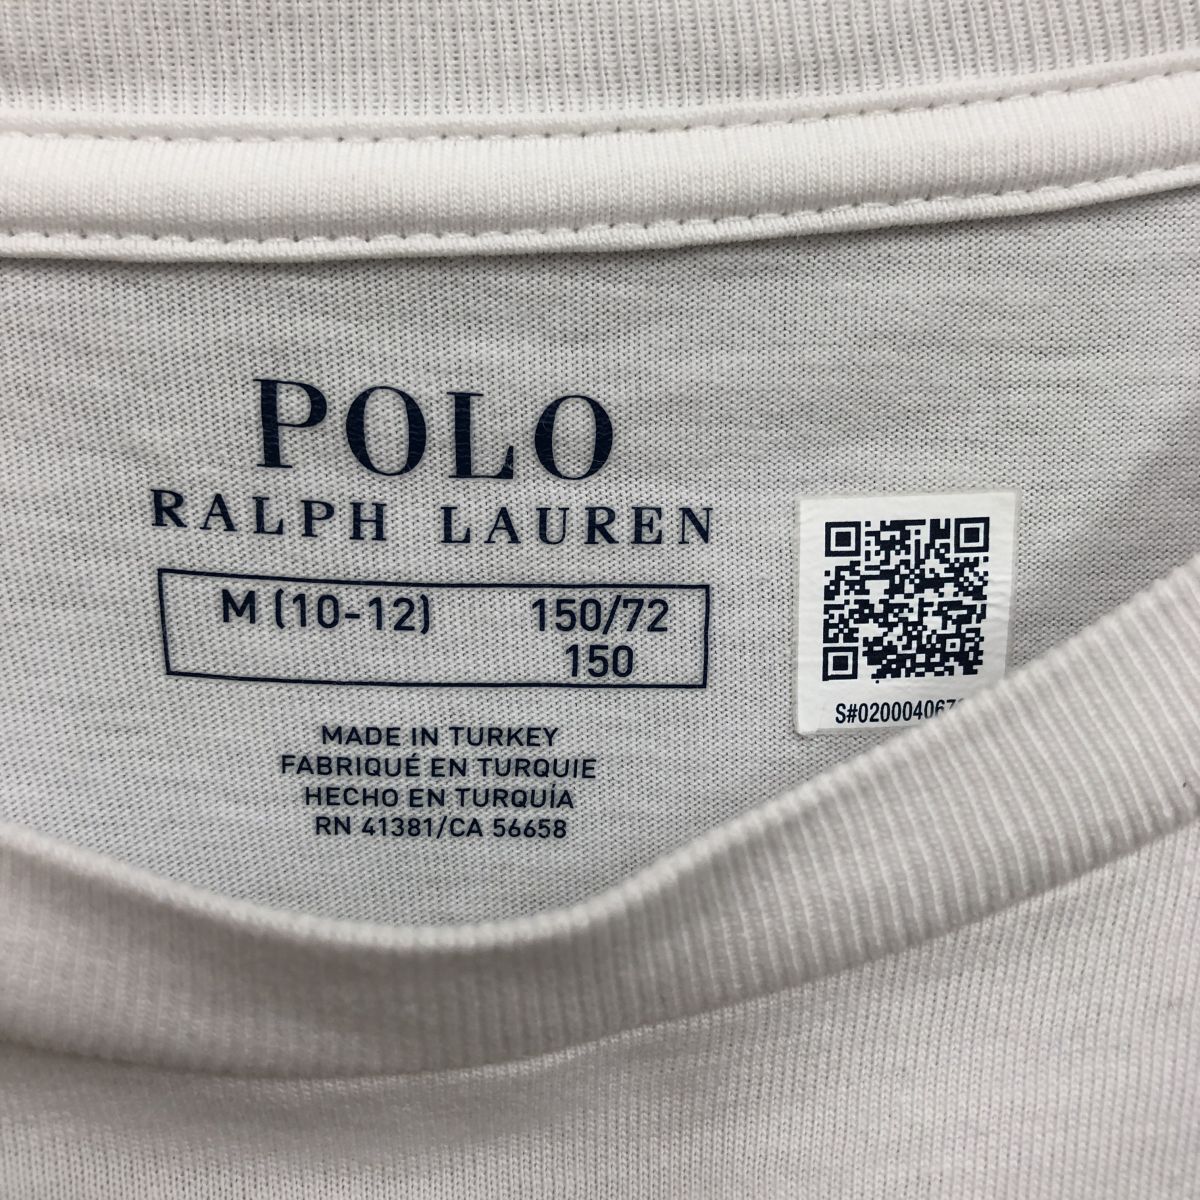 POLO
RALPH LAUREN
M (10-12) 150/72
150
MADE IN TURKEY
FABRIQUÉ EN TURQUIE
HECHO EN TURQUÍA
RN 41381/CA 56658